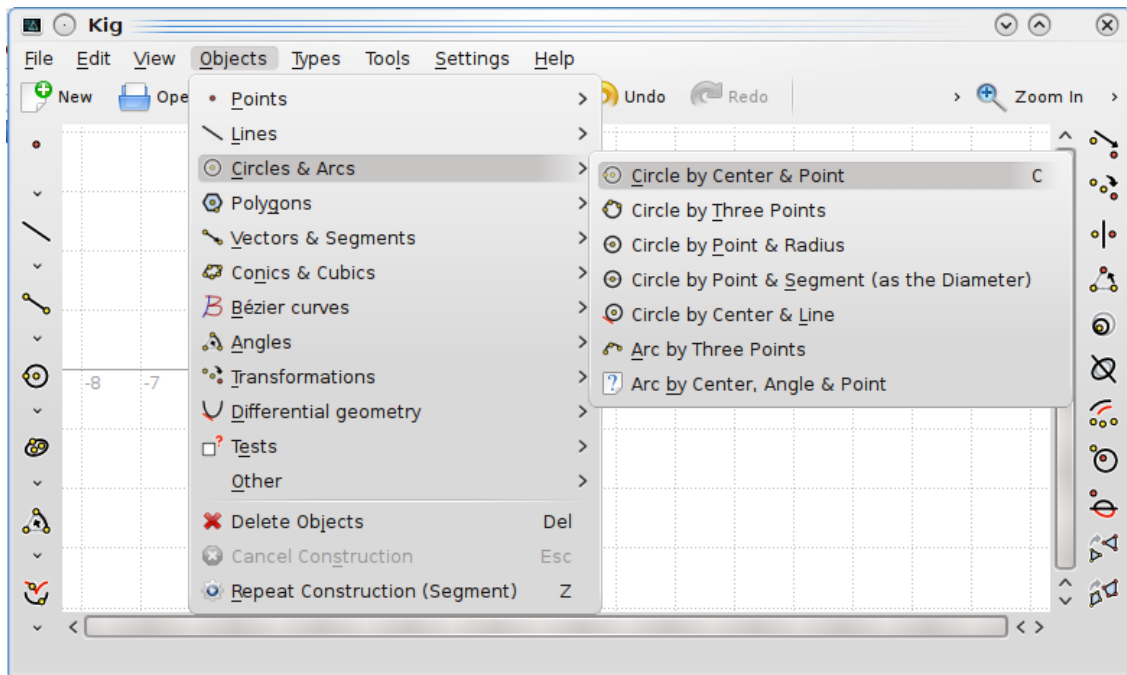 Kig
File Edit View Objects Types Tools Settings Help
New Ope Undo Redo Zoom In
Points
Lines
Circles & Arcs
Polygons
Vectors & Segments
Conics & Cubics
Bézier curves
Angles
Transformations
Differential geometry
Tests
Other
Delete Objects Del
Cancel Construction Esc
Repeat Construction (Segment) Z
Circle by Center & Point C
Circle by Three Points
Circle by Point & Radius
Circle by Point & Segment (as the Diameter)
Circle by Center & Line
Arc by Three Points
Arc by Center, Angle & Point
-8 -7